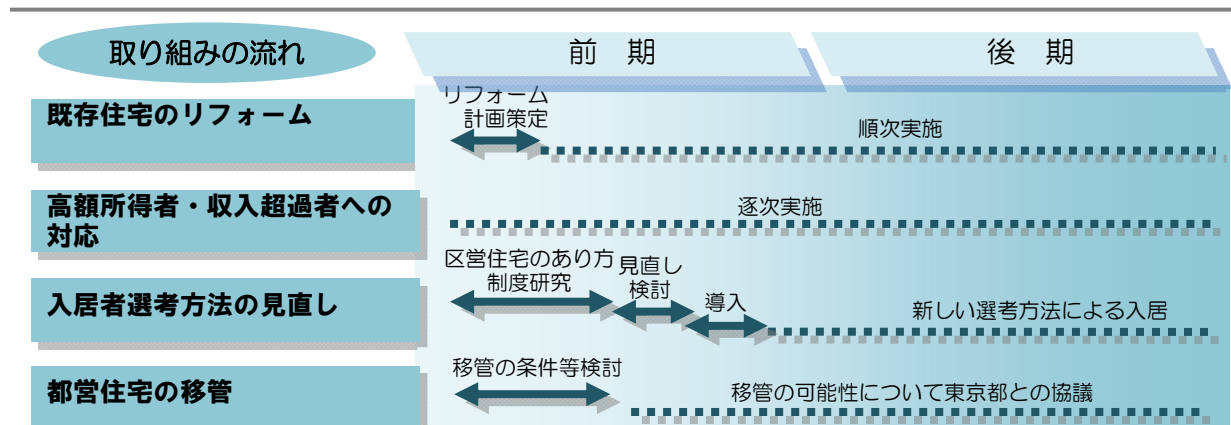 取り組みの流れ
前 期
後 期
既存住宅のリフォーム
リフォーム
計画策定
順次実施
高額所得者・収入超過者への
対応
逐次実施
入居者選考方法の見直し
区営住宅のあり方
制度研究
見直し
検討
導入
新しい選考方法による入居
都営住宅の移管
移管の条件等検討
移管の可能性について東京都との協議